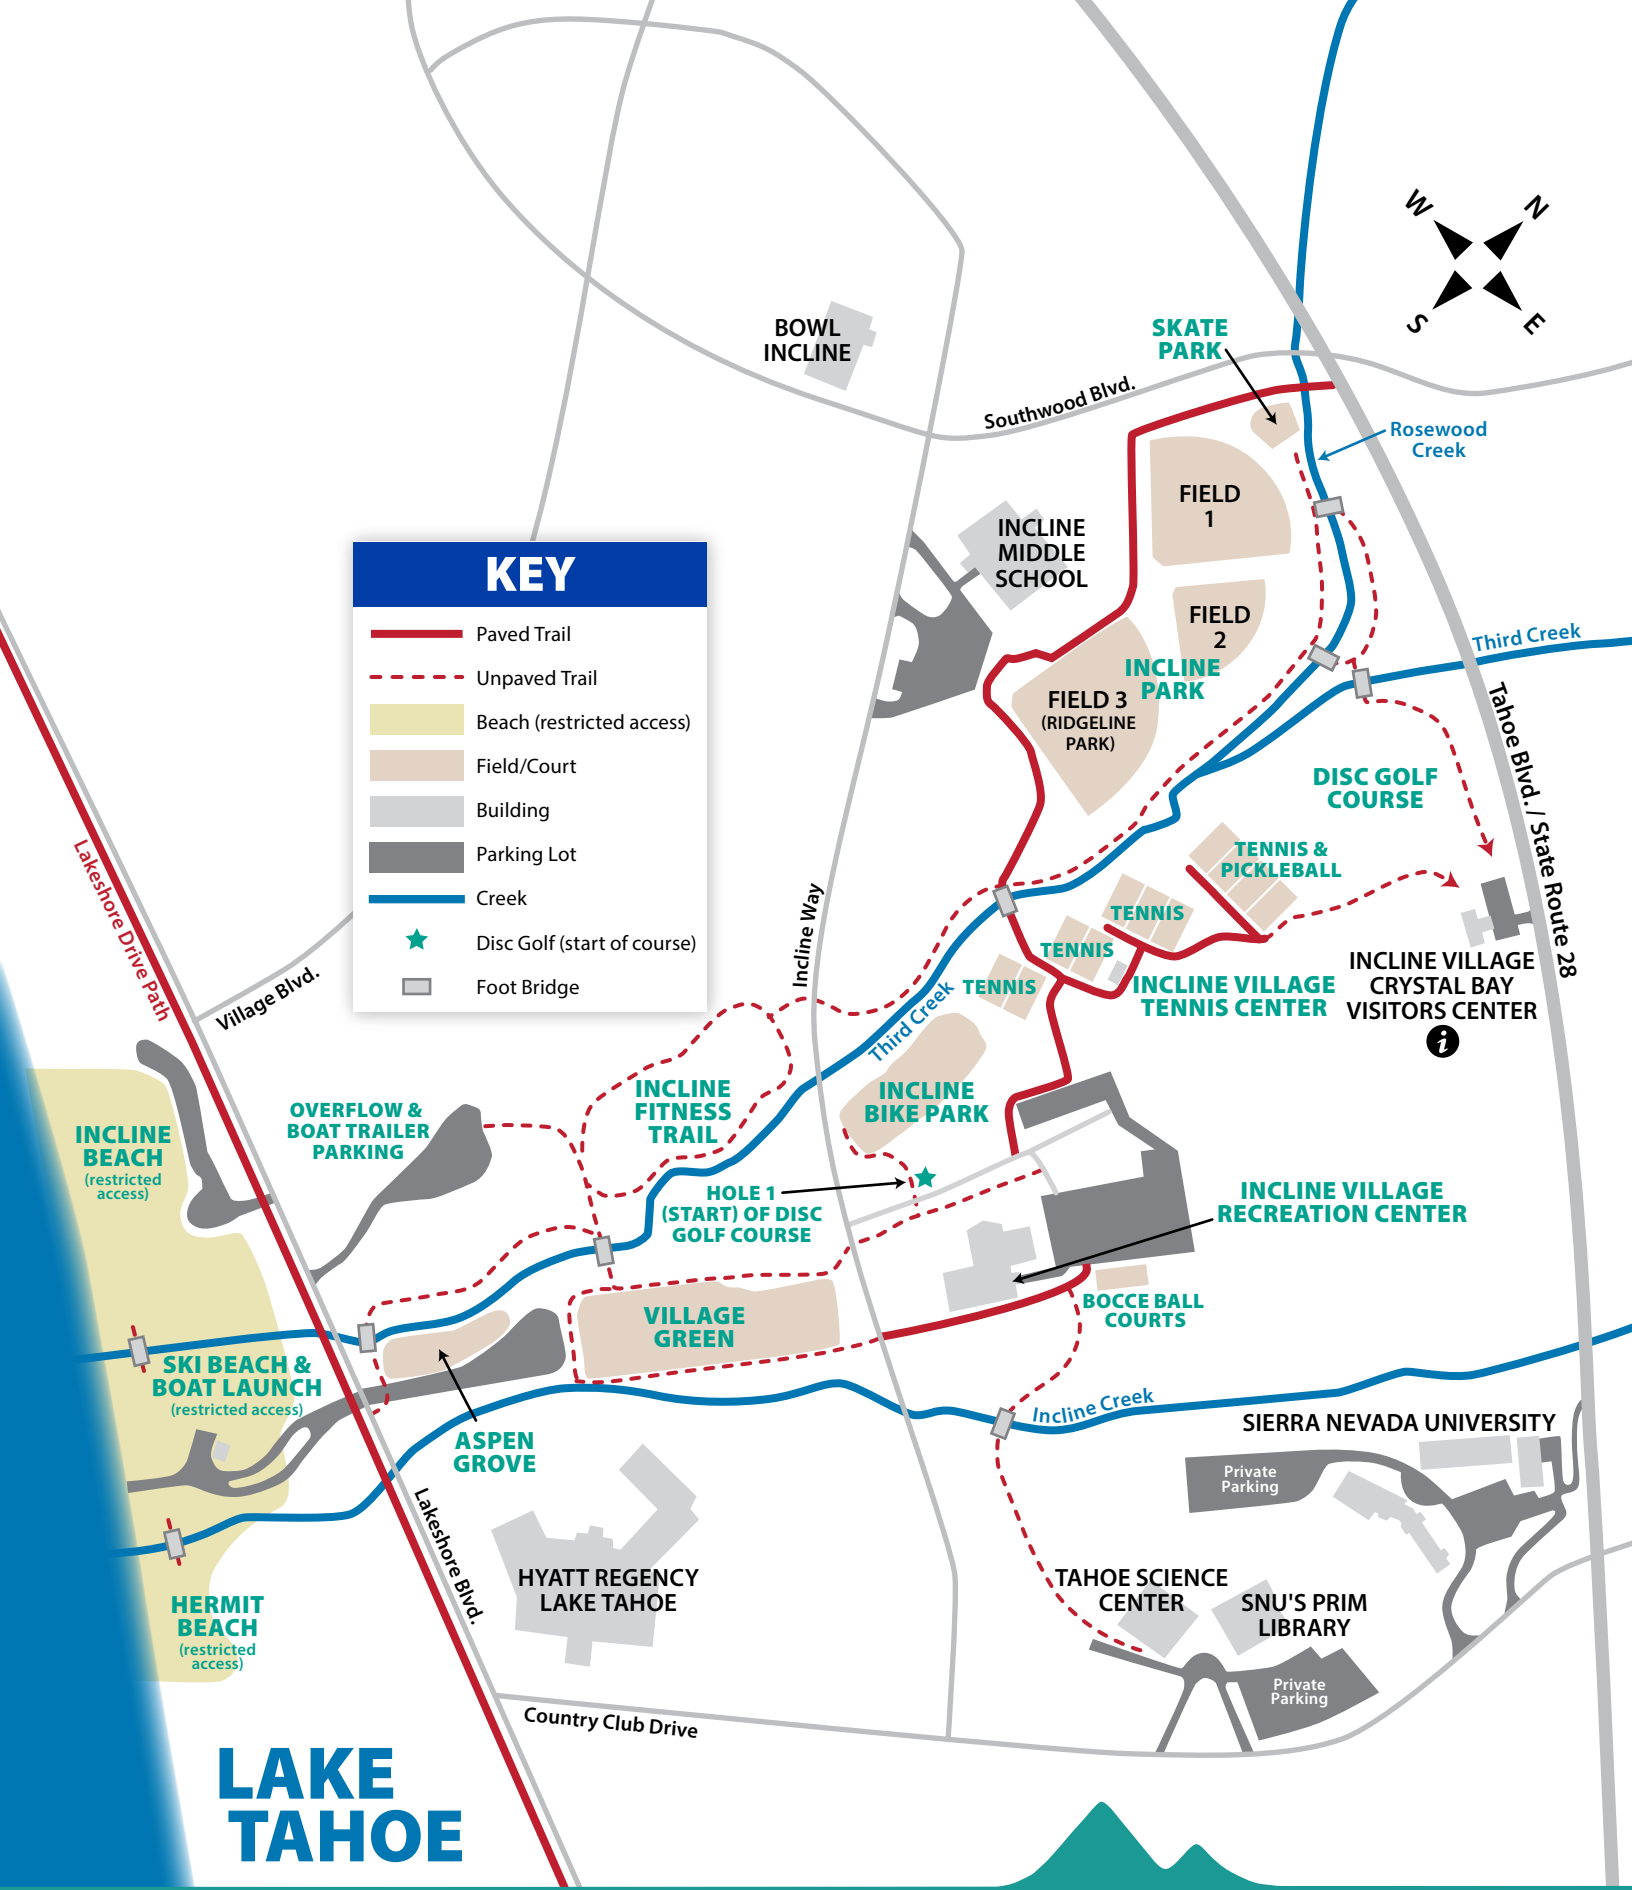 W
N
S
E
BOWL
INCLINE
SKATE
PARK
Southwood Blvd.
Rosewood
Creek
FIELD
1
INCLINE
MIDDLE
SCHOOL
FIELD
2
INCLINE
PARK
FIELD 3
(RIDGELINE
PARK)
Third Creek
Tahoe Blvd. / State Route 28
KEY
Paved Trail
Unpaved Trail
Beach (restricted access)
Field/Court
Building
Parking Lot
Creek
Disc Golf (start of course)
Foot Bridge
DISC GOLF
COURSE
TENNIS &
PICKLEBALL
TENNIS
TENNIS
TENNIS
INCLINE VILLAGE
TENNIS CENTER
INCLINE VILLAGE
CRYSTAL BAY
VISITORS CENTER
i
Lakeshore Drive Path
Village Blvd.
Incline Way
Third Creek
INCLINE
BIKE PARK
INCLINE
FITNESS
TRAIL
OVERFLOW &
BOAT TRAILER
PARKING
INCLINE
BEACH
(restricted
access)
HOLE 1
(START) OF DISC
GOLF COURSE
INCLINE VILLAGE
RECREATION CENTER
BOCCE BALL
COURTS
VILLAGE
GREEN
SKI BEACH &
BOAT LAUNCH
(restricted access)
ASPEN
GROVE
Incline Creek
SIERRA NEVADA UNIVERSITY
Private
Parking
Lakeshore Blvd.
HYATT REGENCY
LAKE TAHOE
TAHOE SCIENCE
CENTER
SNU'S PRIM
LIBRARY
HERMIT
BEACH
(restricted
access)
Private
Parking
Country Club Drive
LAKE
TAHOE